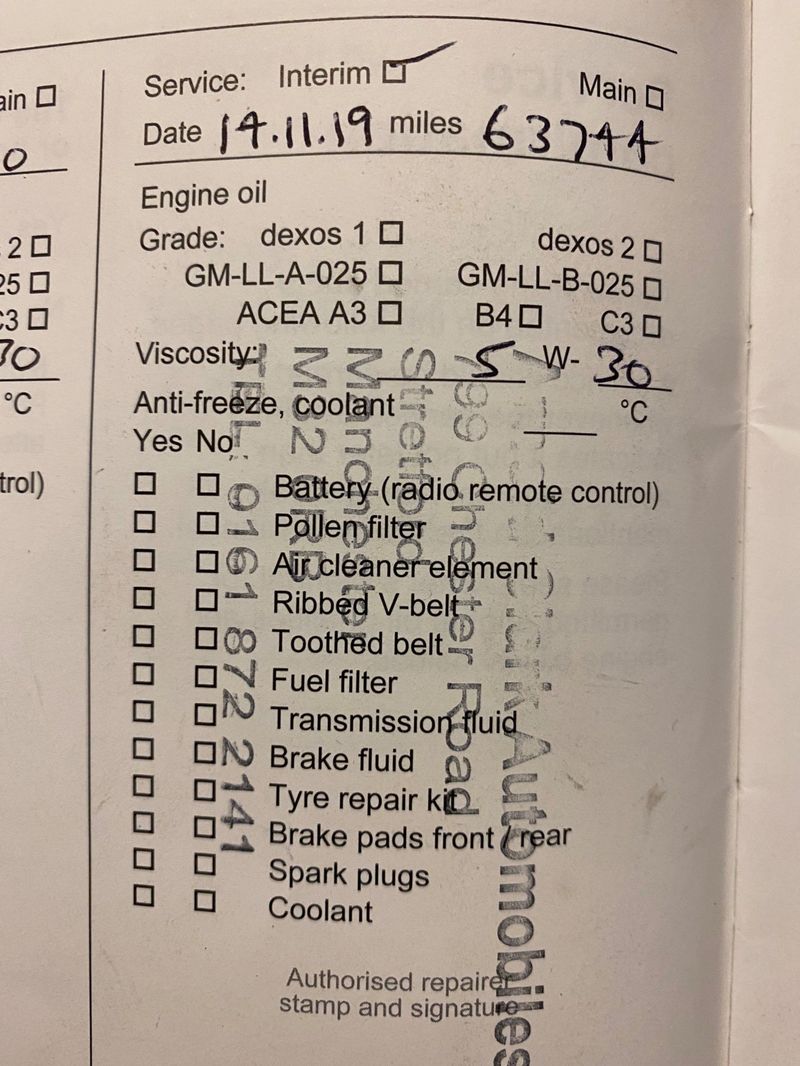 ain
0
2
25
C3
30
°C
trol)
Service: Interim Main
Date 14.11.19 miles 63744
Engine oil
Grade: dexos 1 dexos 2
GM-LL-A-025 GM-LL-B-025
ACEA A3 B4 C3
Viscosity: 5 W- 30
Anti-freeze, coolant °C
Yes No
Battery (radio remote control)
Pollen filter
Air cleaner element
Ribbed V-belt
Toothed belt
Fuel filter
Transmission fluid
Brake fluid
Tyre repair kit
Brake pads front / rear
Spark plugs
Coolant
Authorised repairer
stamp and signature
Automobiles
Chester Road
Stretford
Manchester
M32
TEL: 0161 872 2141